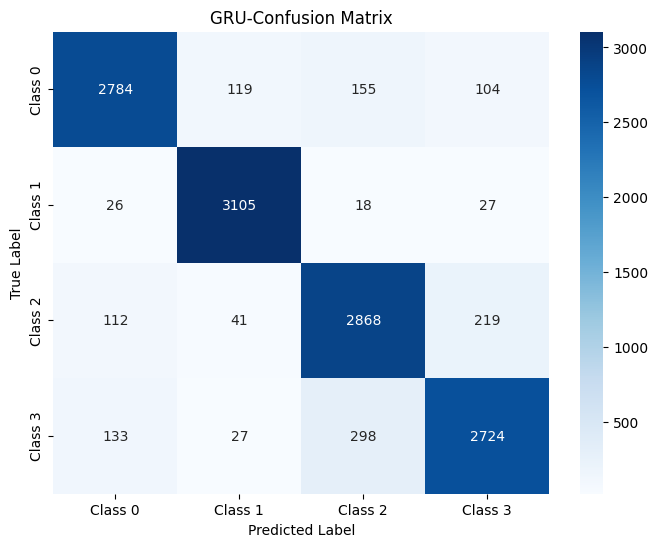 GRU-Confusion Matrix
Class 0 2784 119 155 104
Class 1 26 3105 18 27
Class 2 112 41 2868 219
Class 3 133 27 298 2724
Class 0 Class 1 Class 2 Class 3
Predicted Label
True Label
3000
2500
2000
1500
1000
500